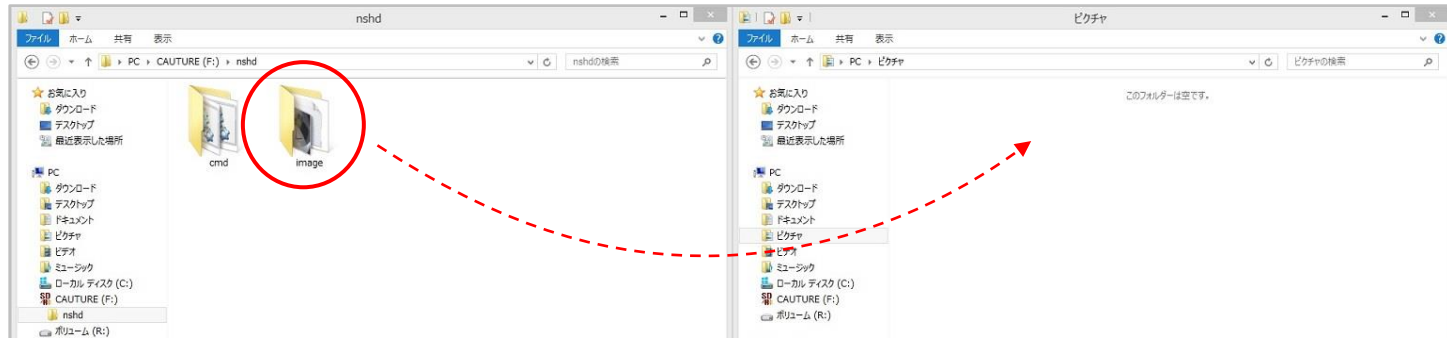 nshd
ファイル ホーム 共有 表示
PC CAUTURE (F:) nshd
nshdの検索
お気に入り
ダウンロード
デスクトップ
最近表示した場所
PC
ダウンロード
デスクトップ
ドキュメント
ピクチャ
ビデオ
ミュージック
ローカル ディスク (C:)
CAUTURE (F:)
nshd
ボリューム (R:)
cmd
image
ピクチャ
ファイル ホーム 共有 表示
PC ピクチャ
ピクチャの検索
お気に入り
ダウンロード
デスクトップ
最近表示した場所
PC
ダウンロード
デスクトップ
ドキュメント
ピクチャ
ビデオ
ミュージック
ローカル ディスク (C:)
CAUTURE (F:)
ボリューム (R:)
このフォルダーは空です。